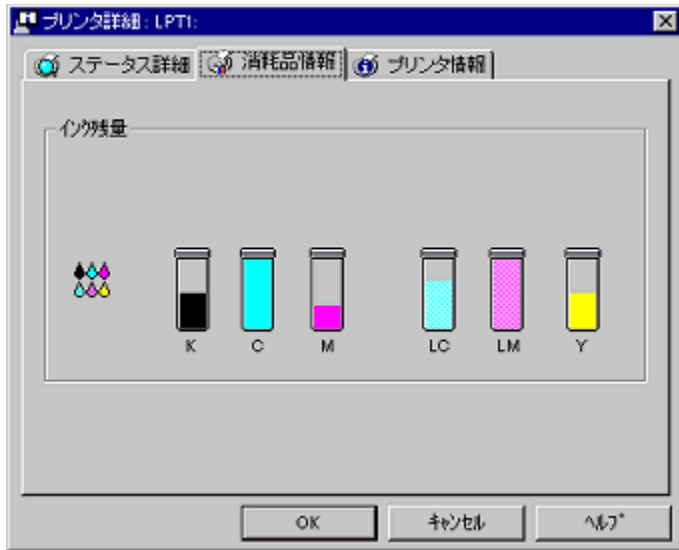 プリンタ詳細: LPT1:
ステータス詳細 消耗品情報 プリンタ情報
インク残量
K C M LC LM Y
OK キャンセル ヘルプ